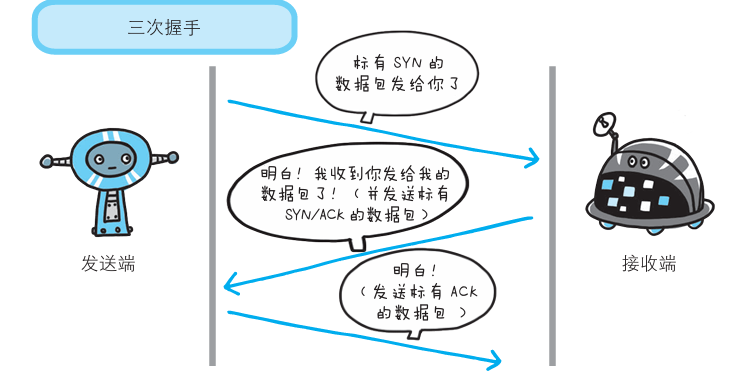 三次握手
标有 SYN 的
数据包发给你了
明白！我收到你发给我的
数据包了！（并发送标有
SYN/ACK 的数据包）
发送端
接收端
明白！
（发送标有 ACK
的数据包 ）